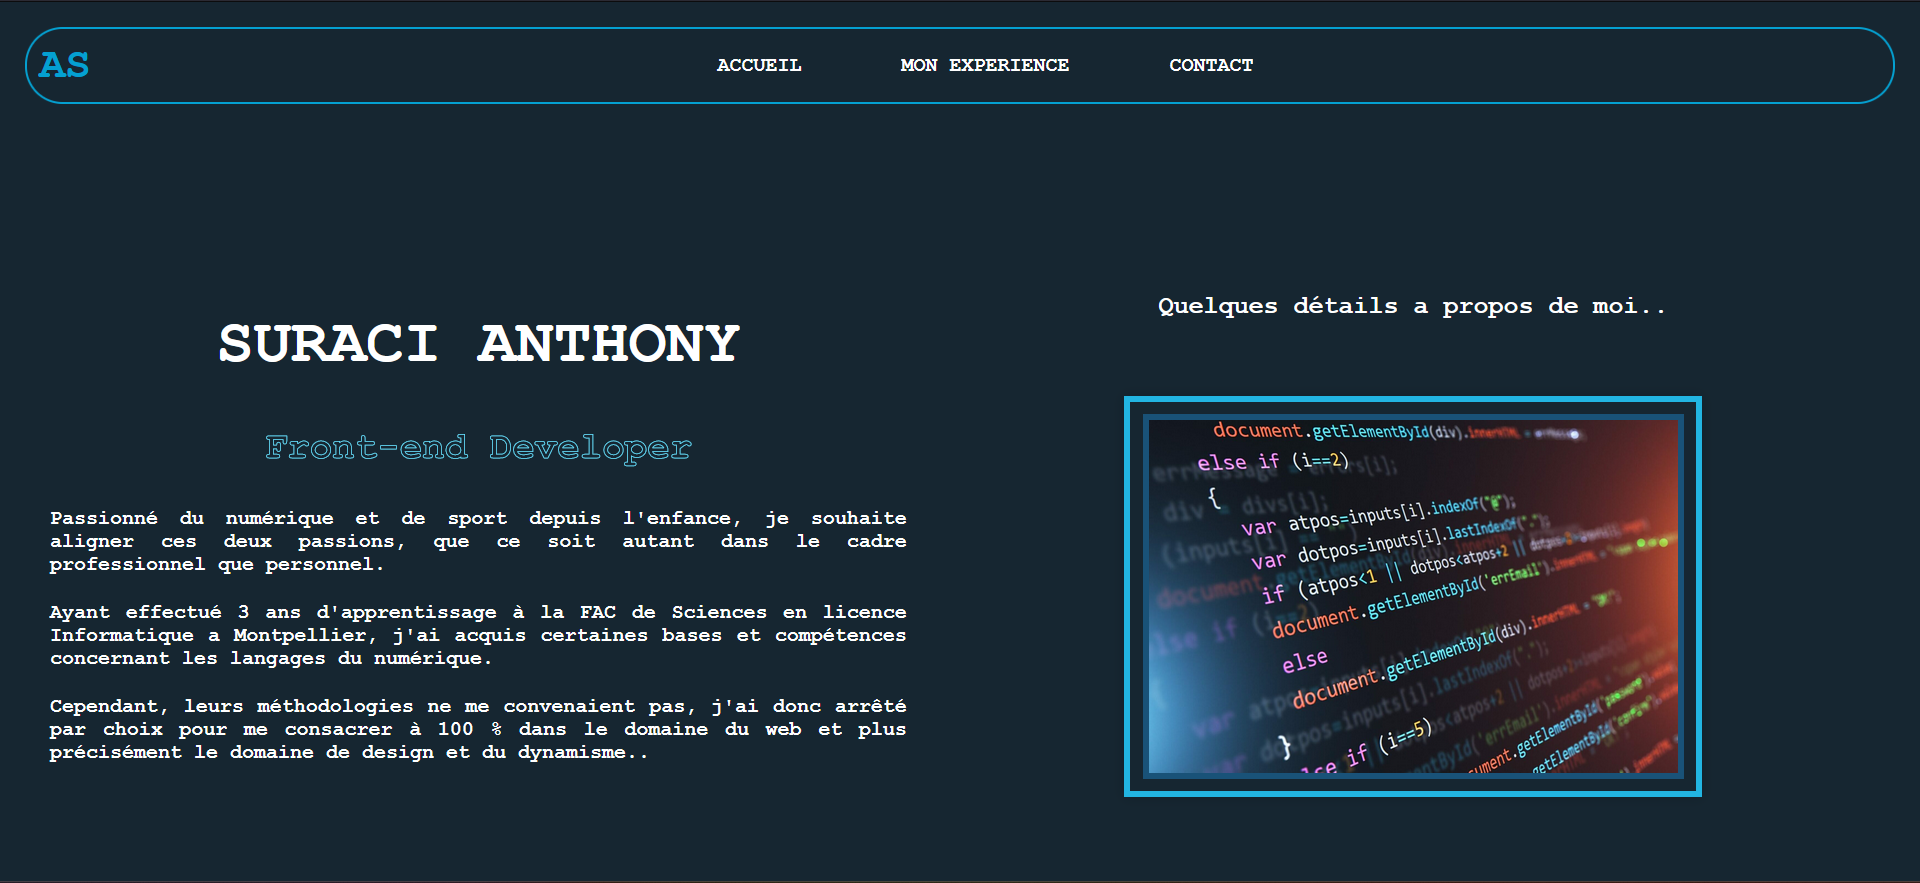 AS
ACCUEIL
MON EXPERIENCE
CONTACT
SURACI ANTHONY
Front-end Developer
Passionné du numérique et de sport depuis l'enfance, je souhaite
aligner ces deux passions, que ce soit autant dans le cadre
professionnel que personnel.
Ayant effectué 3 ans d'apprentissage à la FAC de Sciences en licence
Informatique a Montpellier, j'ai acquis certaines bases et compétences
concernant les langages du numérique.
Cependant, leurs méthodologies ne me convenaient pas, j'ai donc arrêté
par choix pour me consacrer à 100 % dans le domaine du web et plus
précisément le domaine de design et du dynamisme..
Quelques détails a propos de moi..
document.getElementById(div).innerHTML =
else if (i==2)
{
var atpos=inputs[i].indexOf("@");
var dotpos=inputs[i].lastIndexOf(".");
if (atpos<1 || dotpos<atpos+2 ||
document.getElementById('errEmail').innerHTML =
else
document.getElementById(div).innerHTML =
}
else if (i==5)
document.getElementById(